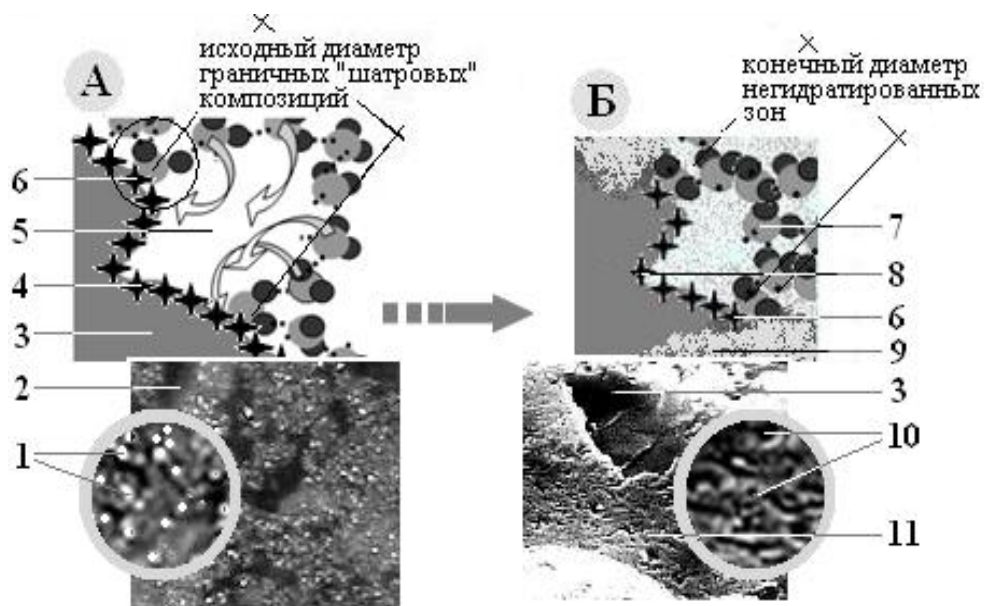 А
исходный диаметр
граничных "шатровых"
композиций
6
5
4
3
2
1
Б
конечный диаметр
негидратированных
зон
7
8
6
9
3
10
11